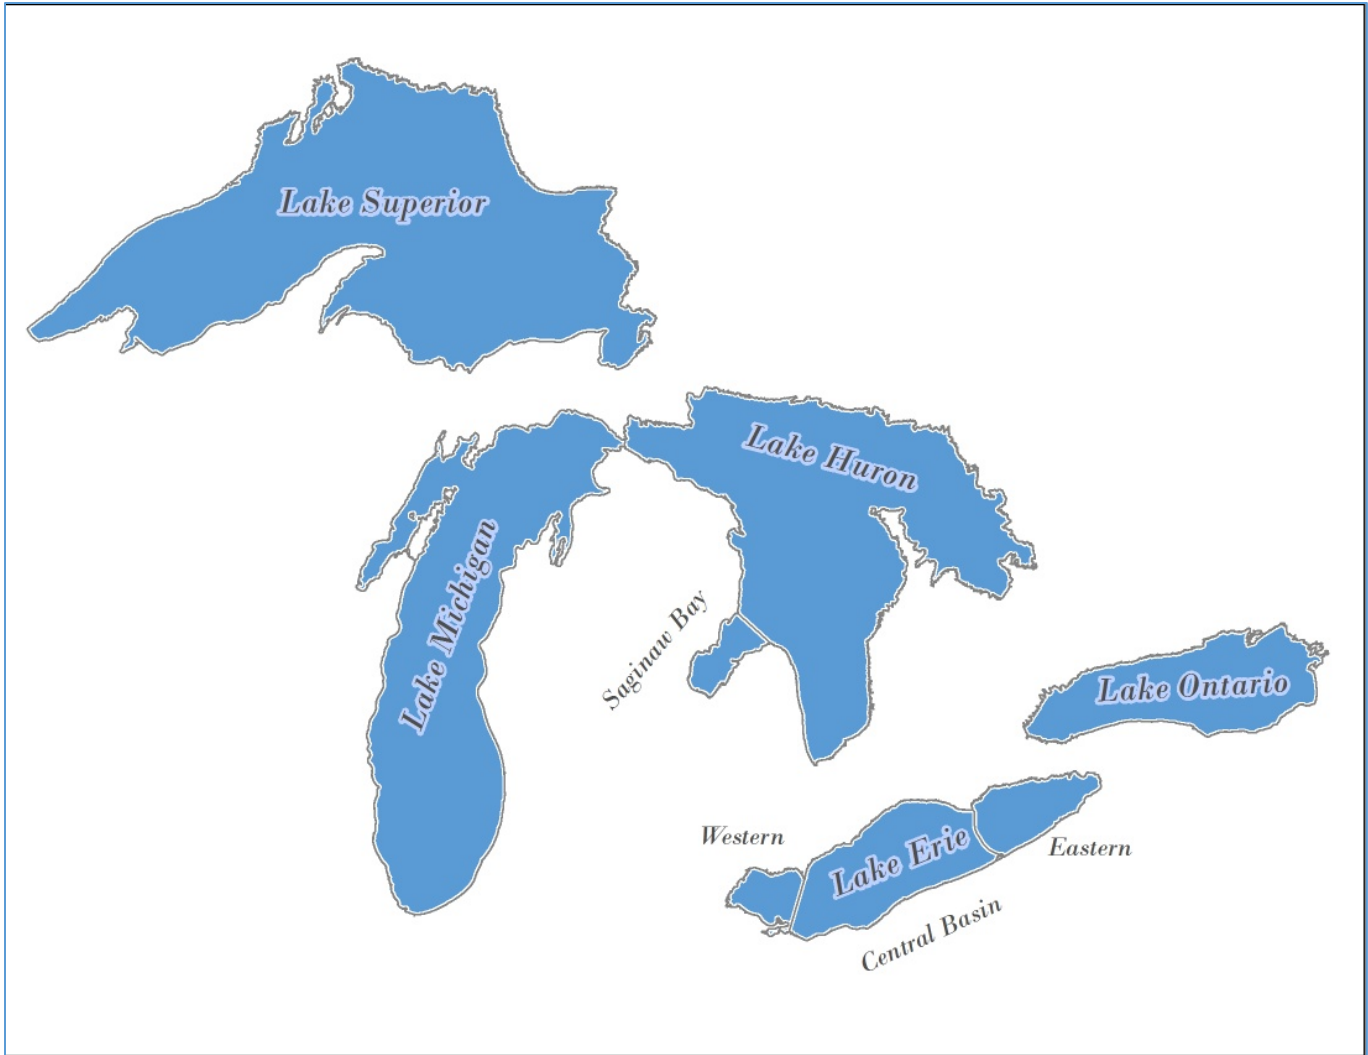 Lake Superior
Lake Huron
Lake Michigan
Saginaw Bay
Lake Ontario
Western
Lake Erie
Eastern
Central Basin